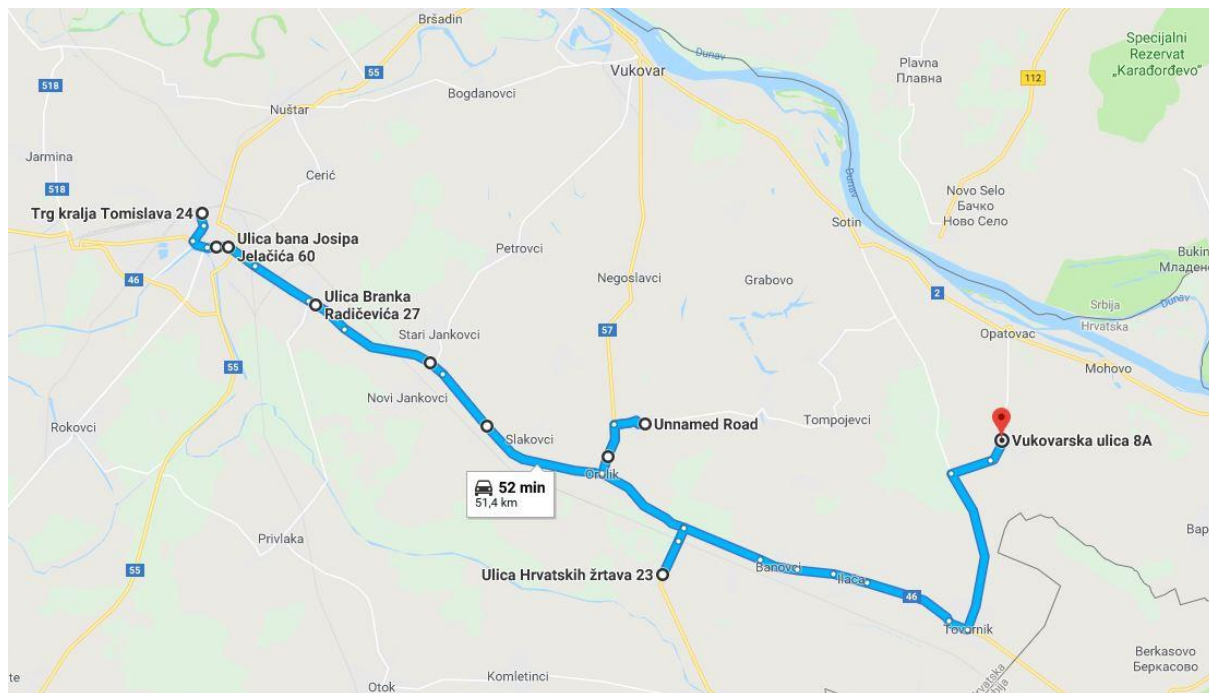 Bršadin
Dunav
Specijalni
Rezervat
„Karađorđevo"
55
Plavna
Плавна
Vukovar
112
518
Bogdanovci
Nuštar
Jarmina
Cerić
518
Novo Selo
Бачко
Ново Село
Trg kralja Tomislava 24
Dunav
Sotin
Ulica bana Josipa
Jelačića 60
Petrovci
Bukin
Младено
46
Negoslavci
Grabovo
2
Srbija
Dunav
Hrvatska
Ulica Branka
Radičevića 27
57
Opatovac
Stari Jankovci
55
Mohovo
Novi Jankovci
Rokovci
Tompojevci
Unnamed Road
Slakovci
Vukovarska ulica 8A
Orolik
52 min
51,4 km
Privlaka
Ulica Hrvatskih žrtava 23
Banovci
Ilača
55
46
Tovarnik
Berkasovo
Беркасово
Komletinci
Otok